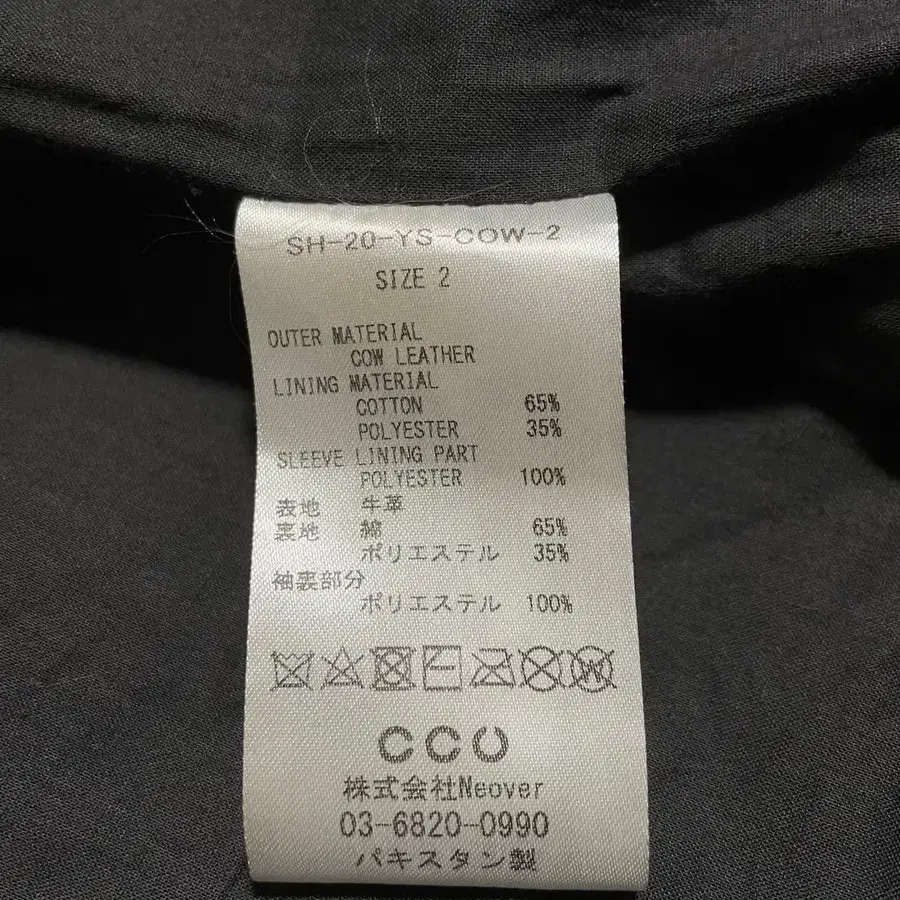 SH-20-YS-COW-2
SIZE 2
OUTER MATERIAL
COW LEATHER
LINING MATERIAL
COTTON 65%
POLYESTER 35%
SLEEVE LINING PART
POLYESTER 100%
表地 牛革
裏地 綿 65%
ポリエステル 35%
袖裏部分
ポリエステル 100%
W
CCU
株式会社Neover
03-6820-0990
パキスタン製